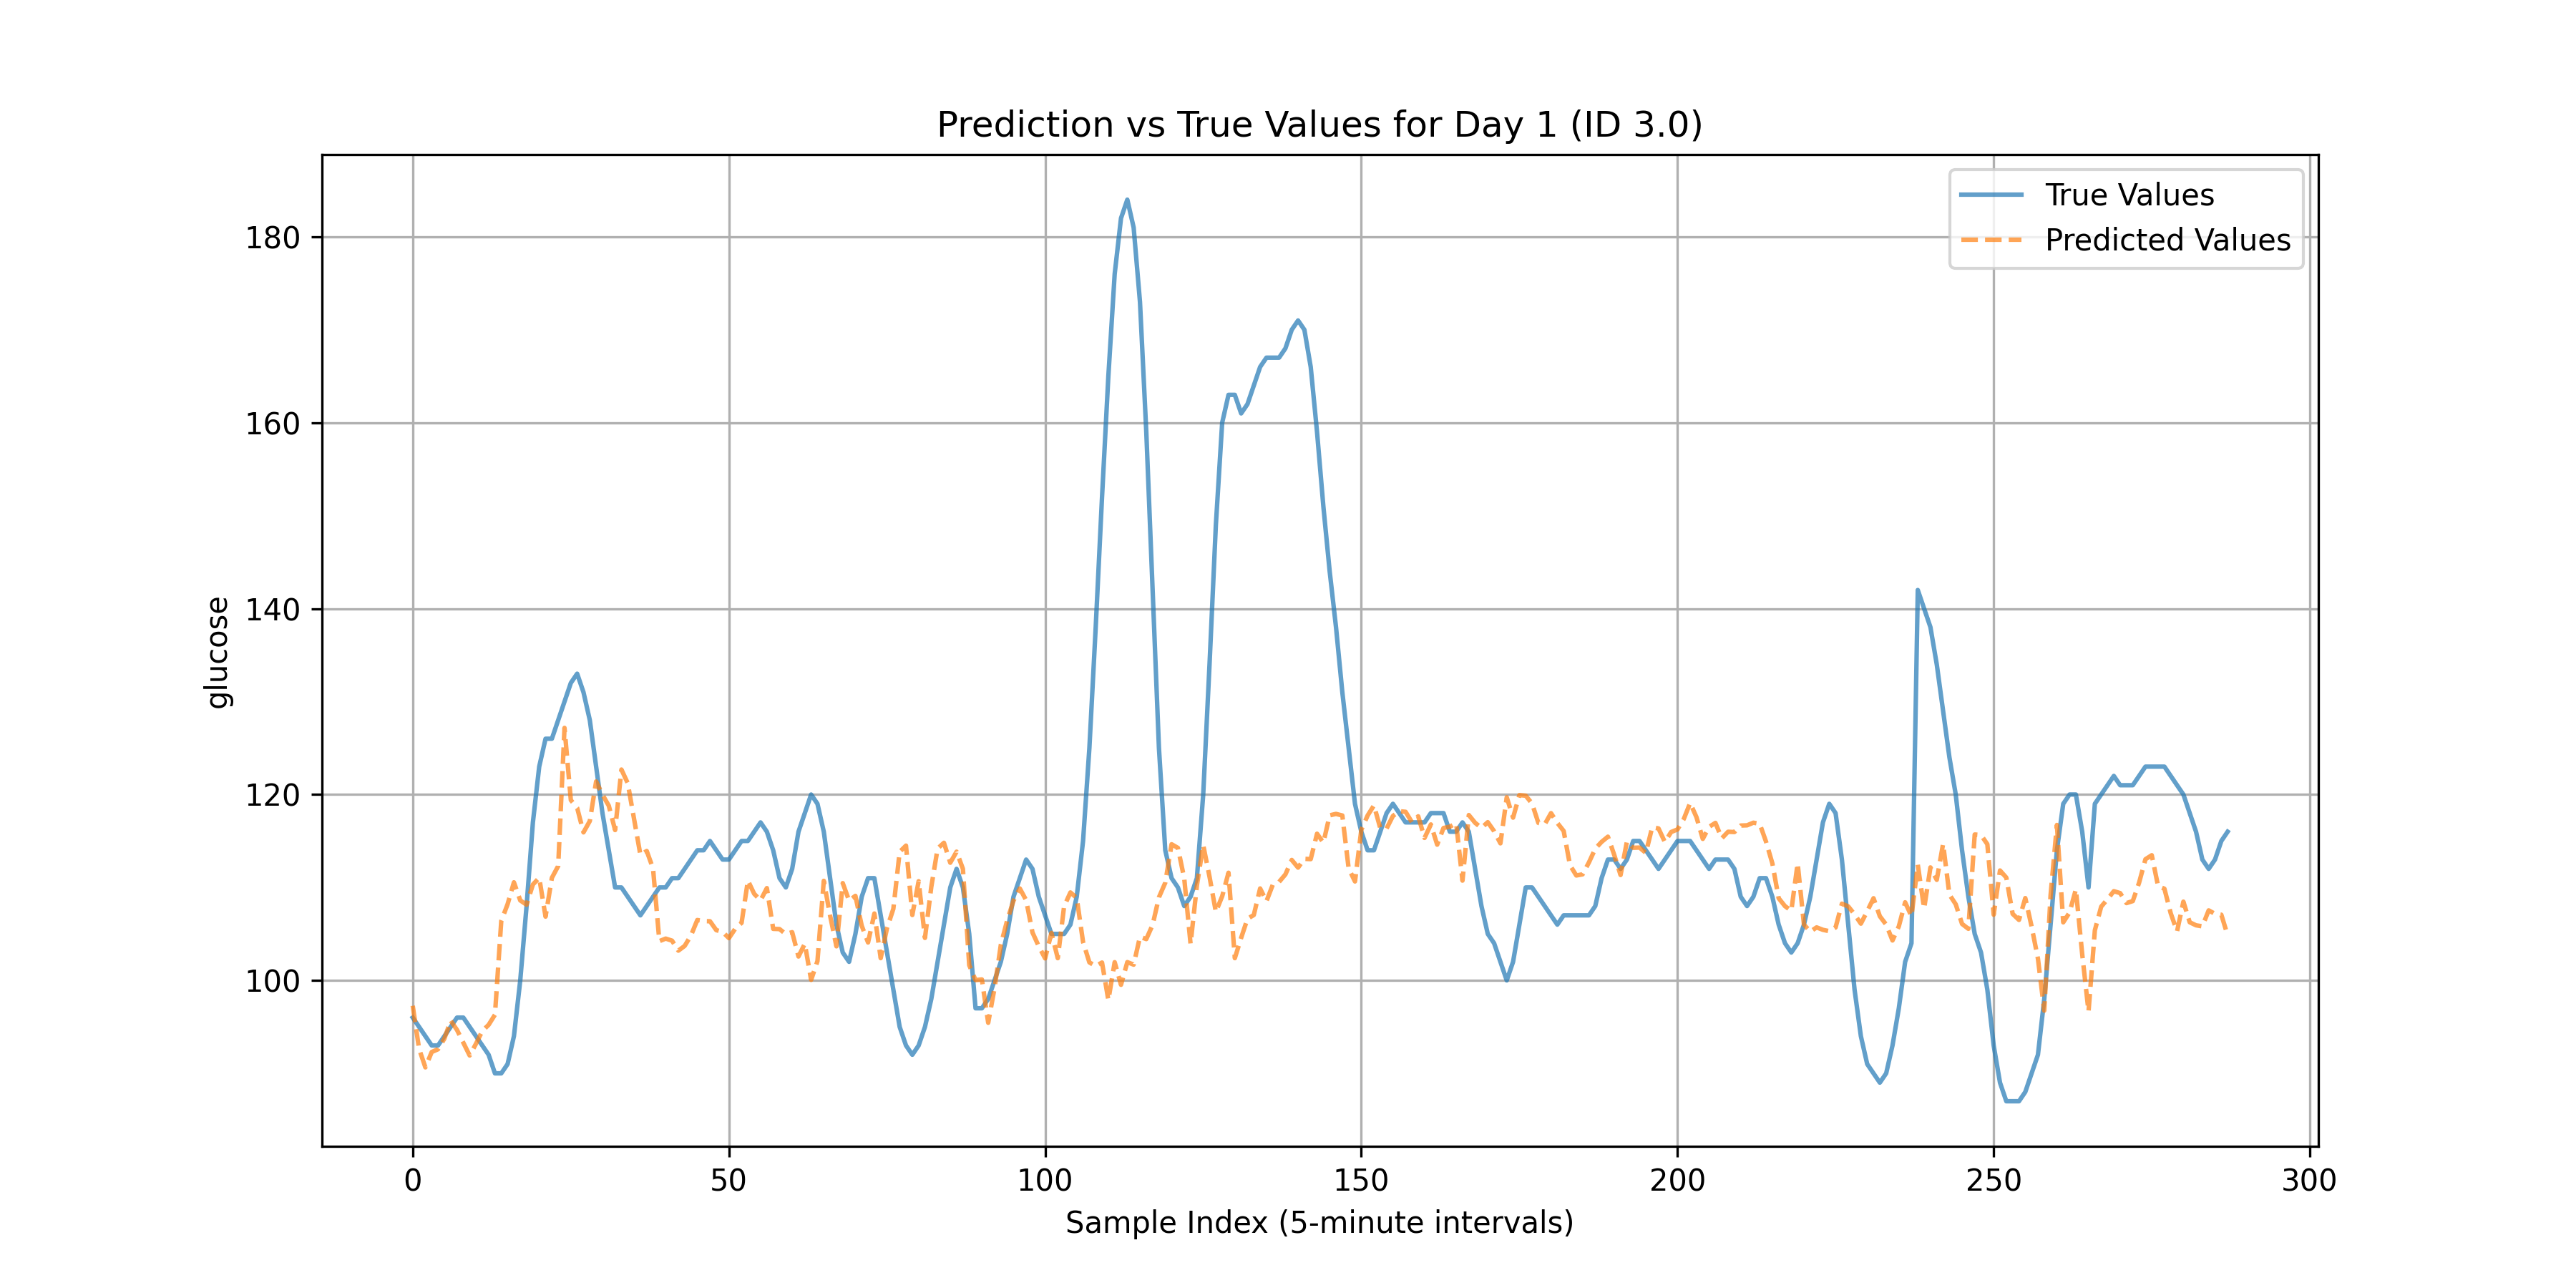 Prediction vs True Values for Day 1 (ID 3.0)
True Values
Predicted Values
glucose
180
160
140
120
100
0 50 100 150 200 250 300
Sample Index (5-minute intervals)